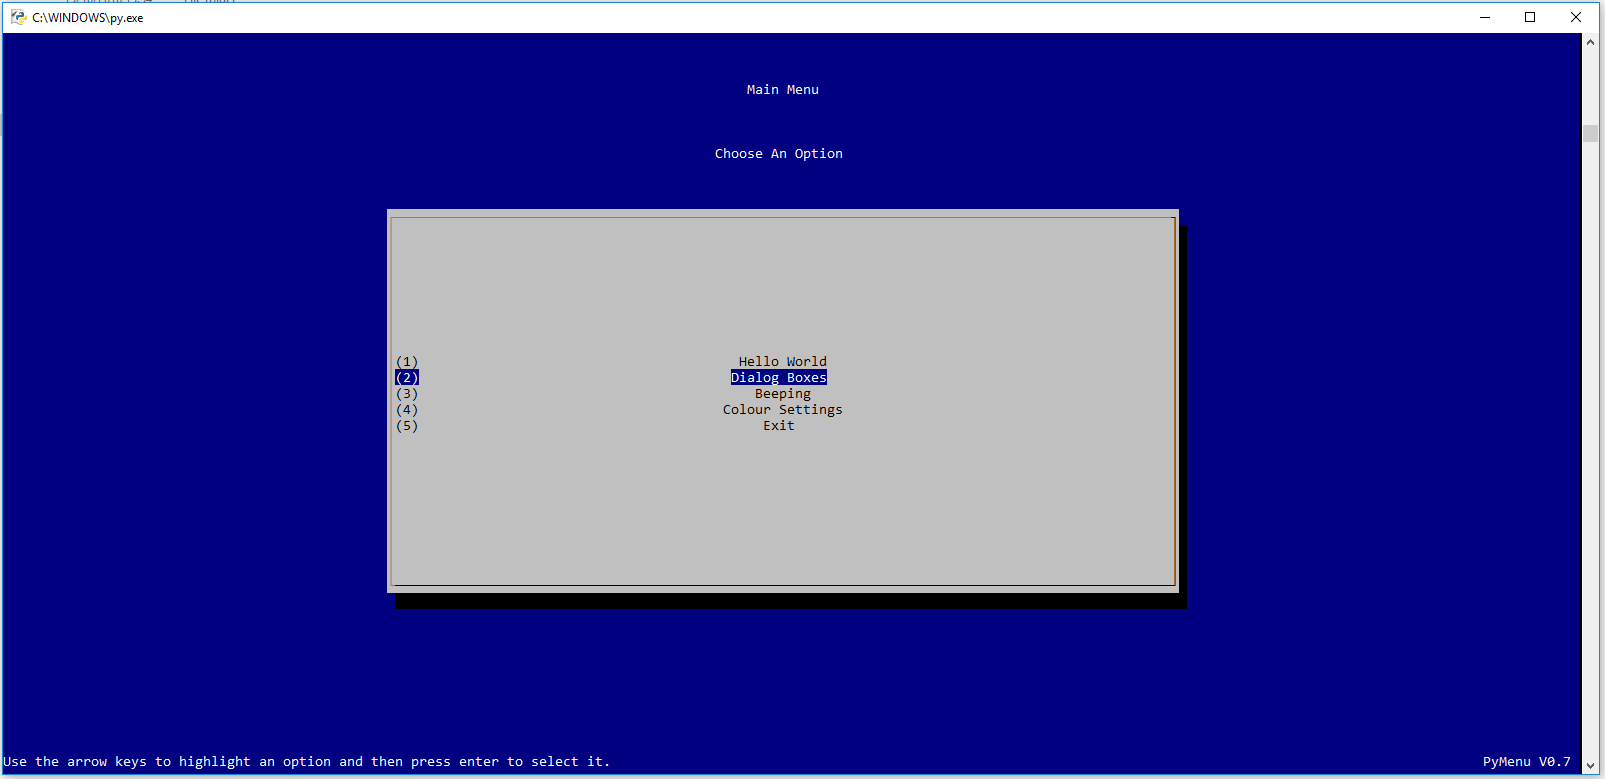 C:\WINDOWS\py.exe
Main Menu
Choose An Option
(1) Hello World
(2) Dialog Boxes
(3) Beeping
(4) Colour Settings
(5) Exit
Use the arrow keys to highlight an option and then press enter to select it. PyMenu V0.7